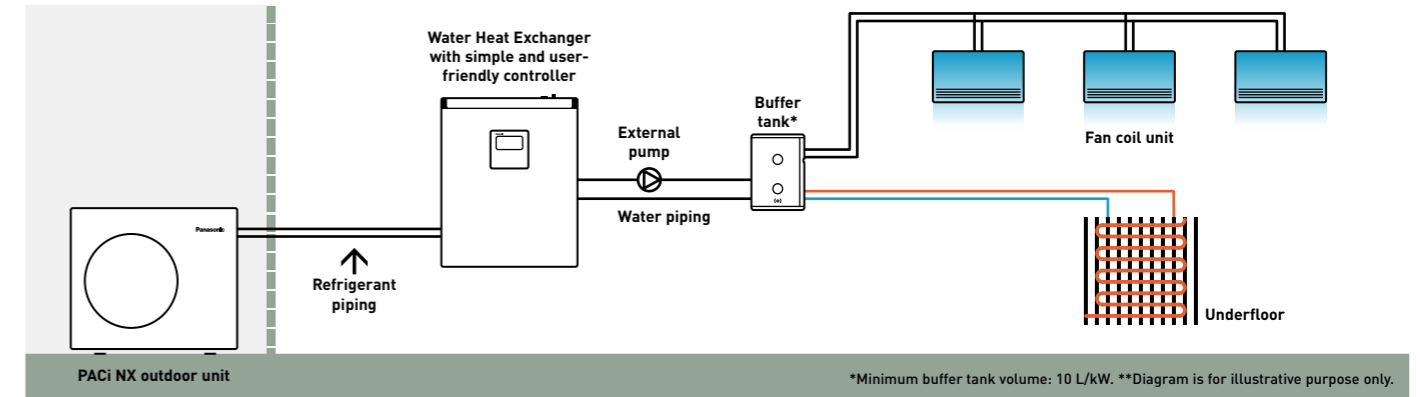 Water Heat Exchanger
with simple and user-
friendly controller
Buffer
tank*
External
pump
Fan coil unit
Water piping
Panasonic
Refrigerant
piping
Underfloor
PACi NX outdoor unit
*Minimum buffer tank volume: 10 L/kW. **Diagram is for illustrative purpose only.